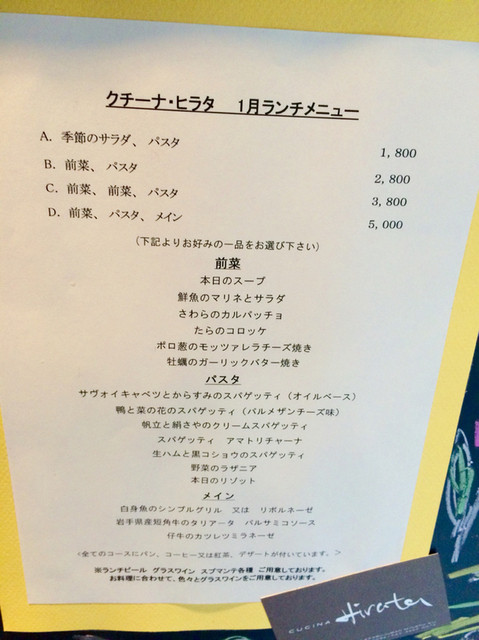 クチーナ・ヒラタ　1月ランチメニュー
A. 季節のサラダ、パスタ 1,800
B. 前菜、パスタ 2,800
C. 前菜、前菜、パスタ 3,800
D. 前菜、パスタ、メイン 5,000
(下記よりお好みの一品をお選び下さい)
前菜
本日のスープ
鮮魚のマリネとサラダ
さわらのカルパッチョ
たらのコロッケ
ポロ葱のモッツァレラチーズ焼き
牡蠣のガーリックバター焼き
パスタ
サヴォイキャベツとからすみのスパゲッティ（オイルベース）
鴨と菜の花のスパゲッティ（パルメザンチーズ味）
帆立と絹さやのクリームスパゲッティ
スパゲッティ　アマトリチャーナ
生ハムと黒コショウのスパゲッティ
野菜のラザニア
本日のリゾット
メイン
白身魚のシンプルグリル　又は　リボルネーゼ
岩手県産短角牛のタリアータ　バルサミコソース
仔牛のカツレツミラネーゼ
<全てのコースにパン、コーヒー又は紅茶、デザートが付いています。>
※ランチビール　グラスワイン　スプマンテ各種　ご用意しております。
お料理に合わせて、色々とグラスワインをご用意しております。
CUCINA Hirata